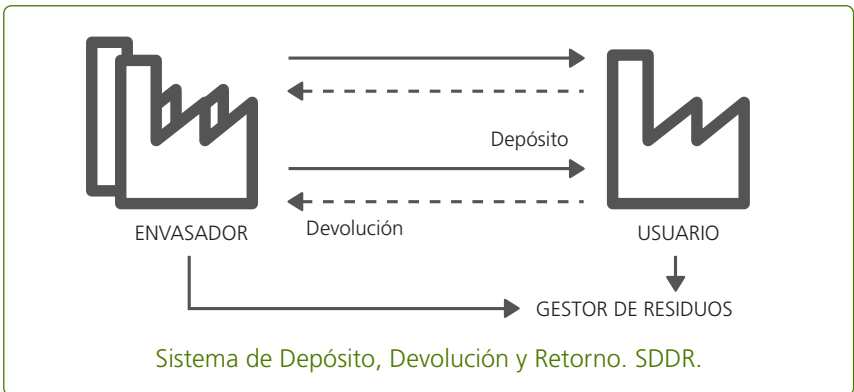 Depósito
Devolución
ENVASADOR
USUARIO
GESTOR DE RESIDUOS
Sistema de Depósito, Devolución y Retorno. SDDR.